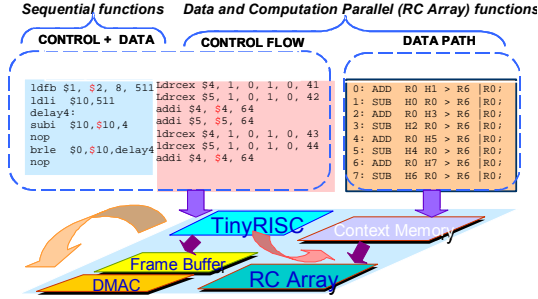 Sequential functions
Data and Computation Parallel (RC Array) functions
CONTROL + DATA
CONTROL FLOW
DATA PATH
ldfb $1, $2, 8, 511
ldli $10,511
delay4:
subi $10,$10,4
nop
brle $0,$10,delay4
nop
Ldrcex $4, 1, 0, 1, 0, 41
Ldrcex $5, 1, 0, 1, 0, 42
addi $4, $4, 64
addi $5, $5, 64
ldrcex $4, 1, 0, 1, 0, 43
ldrcex $5, 1, 0, 1, 0, 44
addi $4, $4, 64
0: ADD R0 H1 > R6 |R0;
1: SUB H0 R0 > R6 |R0;
2: ADD R0 H3 > R6 |R0;
3: SUB H2 R0 > R6 |R0;
4: ADD R0 H5 > R6 |R0;
5: SUB H4 R0 > R6 |R0;
6: ADD R0 H7 > R6 |R0;
7: SUB H6 R0 > R6 |R0;
TinyRISC
Context Memory
Frame Buffer
RC Array
DMAC